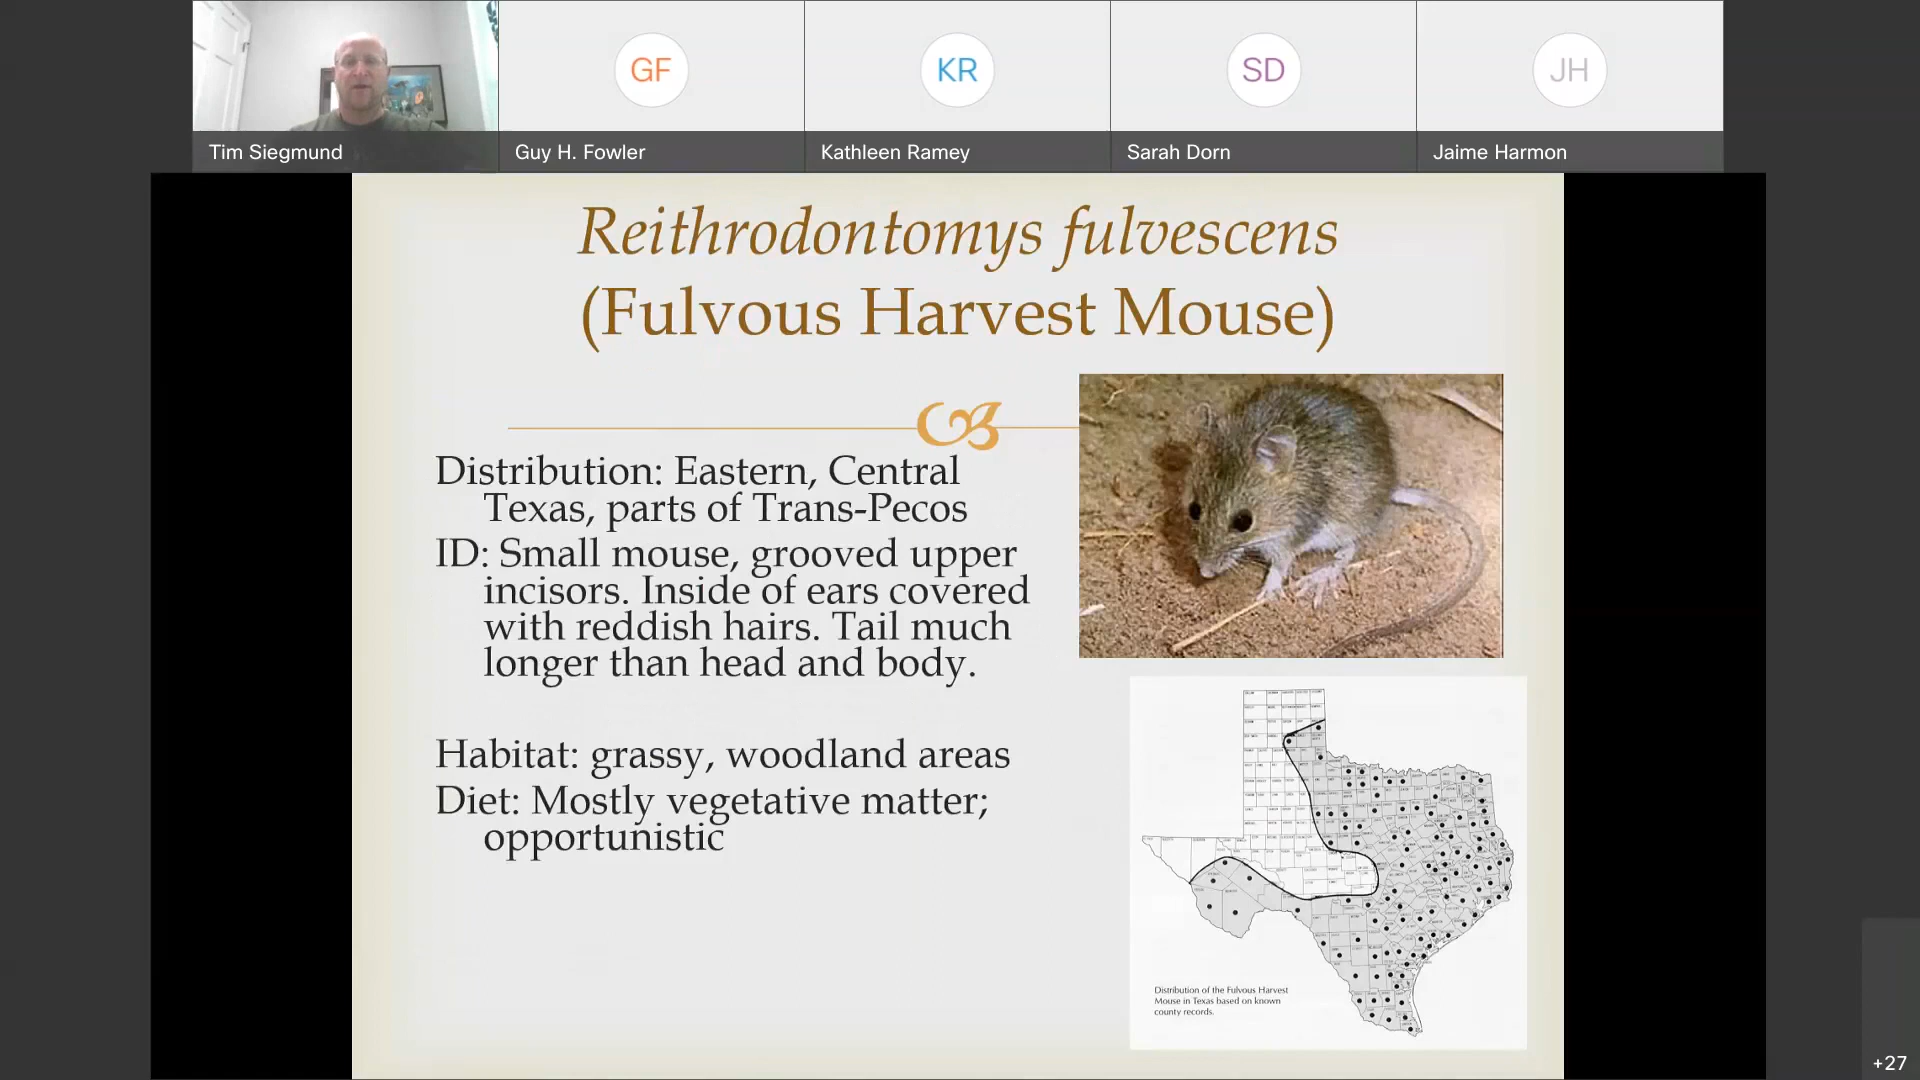 GF
KR
SD
JH
Tim Siegmund
Guy H. Fowler
Kathleen Ramey
Sarah Dorn
Jaime Harmon
Reithrodontomys fulvescens
(Fulvous Harvest Mouse)
Distribution: Eastern, Central
Texas, parts of Trans-Pecos
ID: Small mouse, grooved upper
incisors. Inside of ears covered
with reddish hairs. Tail much
longer than head and body.
Habitat: grassy, woodland areas
Diet: Mostly vegetative matter;
opportunistic
Distribution of the Fulvous Harvest
Mouse in Texas based on known
county records.
+27